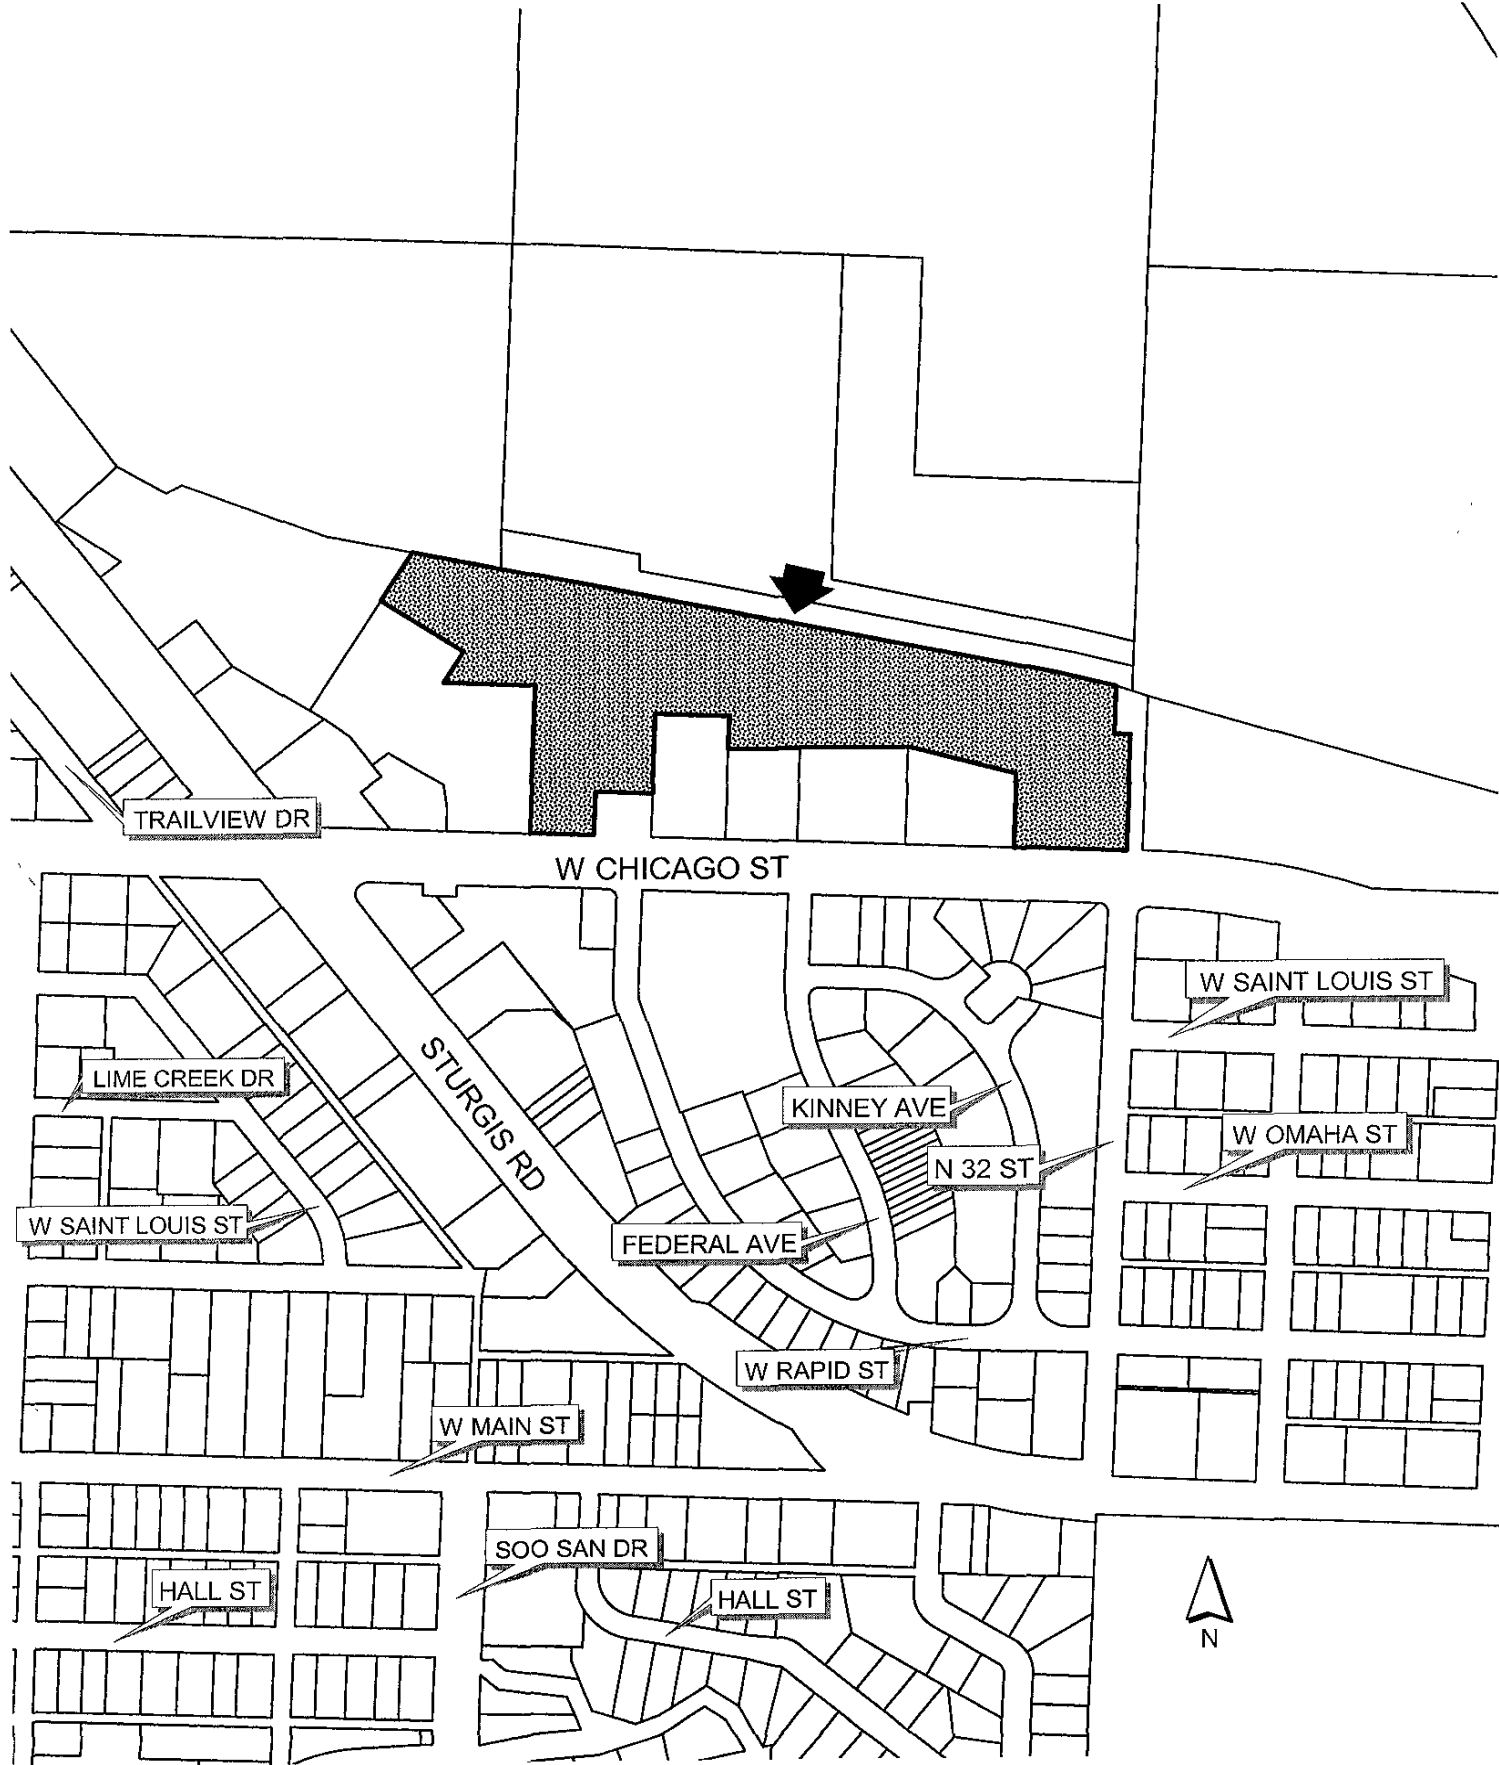 TRAILVIEW DR
W CHICAGO ST
W SAINT LOUIS ST
LIME CREEK DR
STURGIS RD
KINNEY AVE
W OMAHA ST
N 32 ST
W SAINT LOUIS ST
FEDERAL AVE
W RAPID ST
W MAIN ST
SOO SAN DR
HALL ST
HALL ST
N